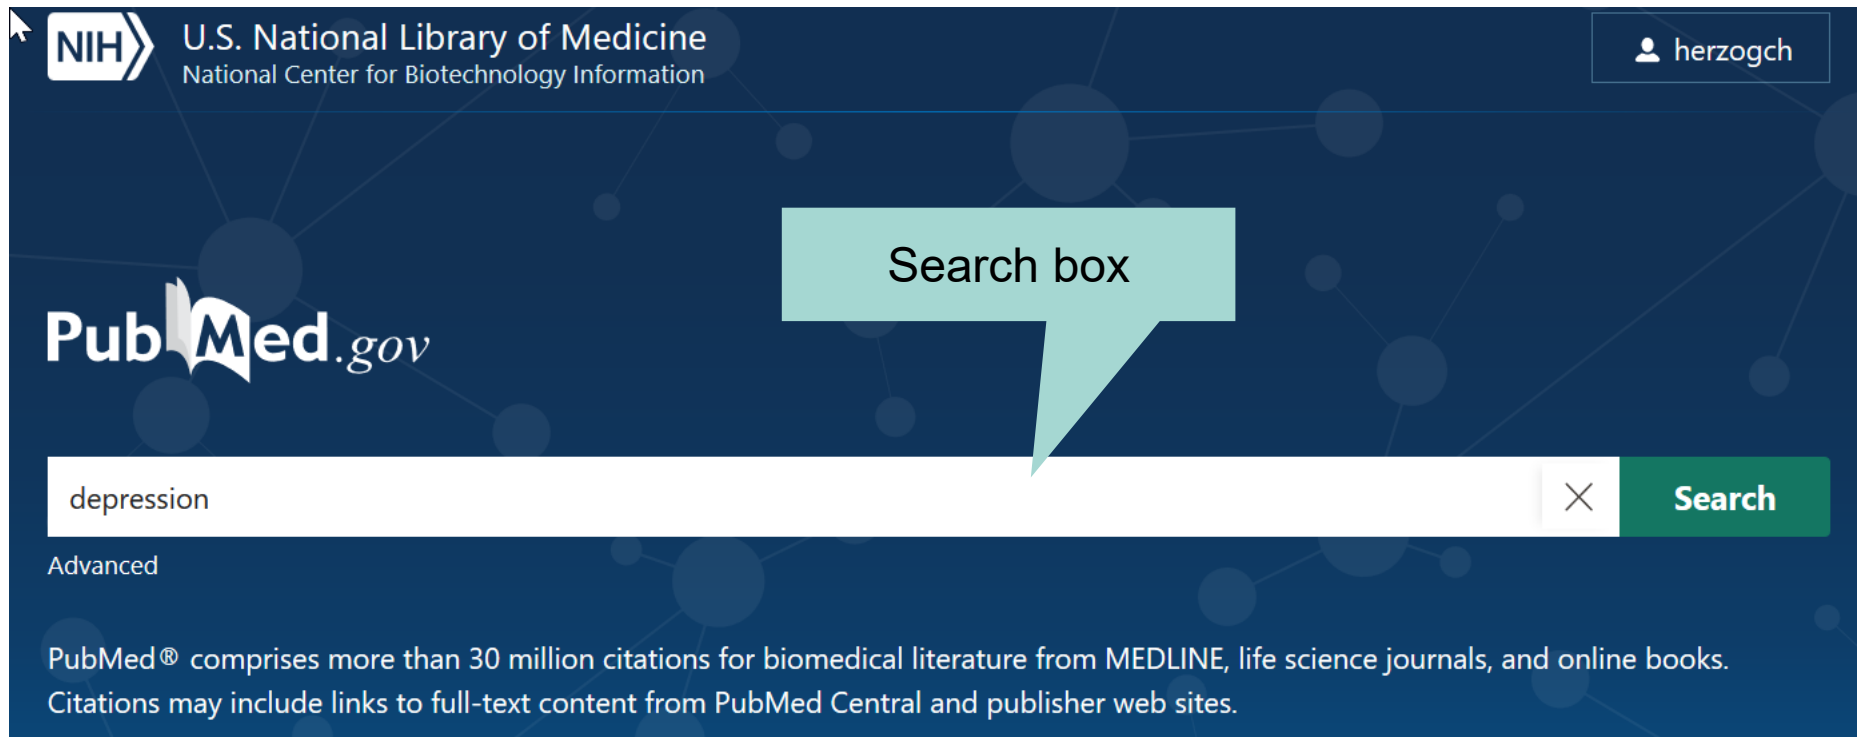 NIH
U.S. National Library of Medicine
National Center for Biotechnology Information
herzogch
Search box
PubMed.gov
depression
Search
Advanced
PubMed® comprises more than 30 million citations for biomedical literature from MEDLINE, life science journals, and online books.
Citations may include links to full-text content from PubMed Central and publisher web sites.